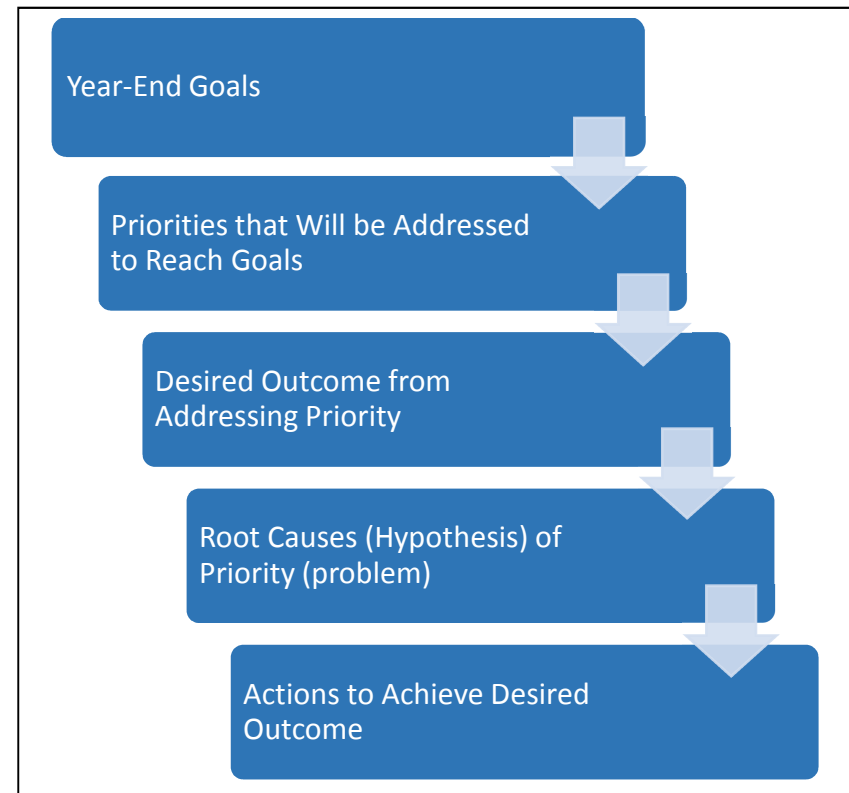 Year-End Goals
Priorities that Will be Addressed
to Reach Goals
Desired Outcome from
Addressing Priority
Root Causes (Hypothesis) of
Priority (problem)
Actions to Achieve Desired
Outcome